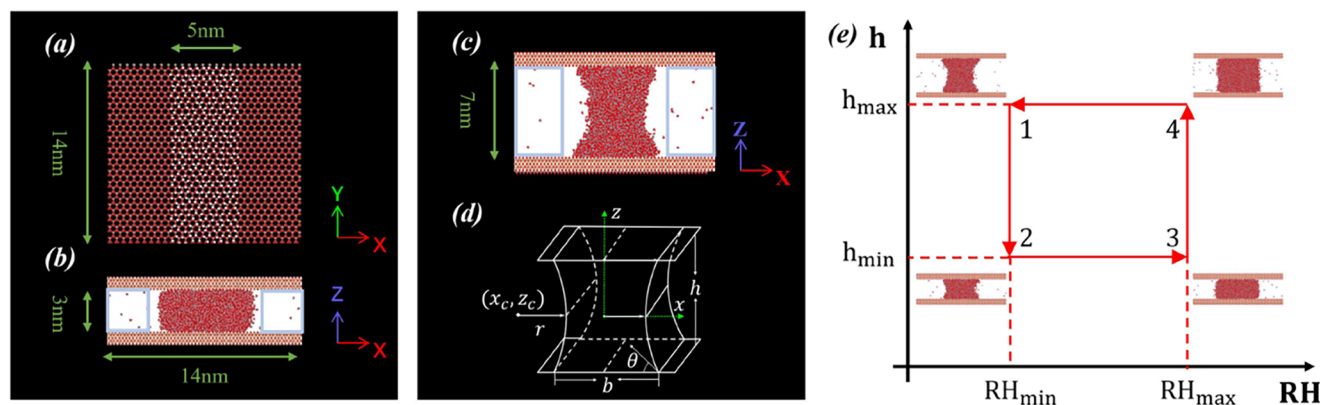 (a)
5nm
14nm
Y
X
(b)
3nm
Z
X
14nm
(c)
7nm
Z
X
(d)
z
(x_c, z_c)
r
x
h
θ
b
(e)
h
h_max
1
4
h_min
2
3
RH_min
RH_max
RH